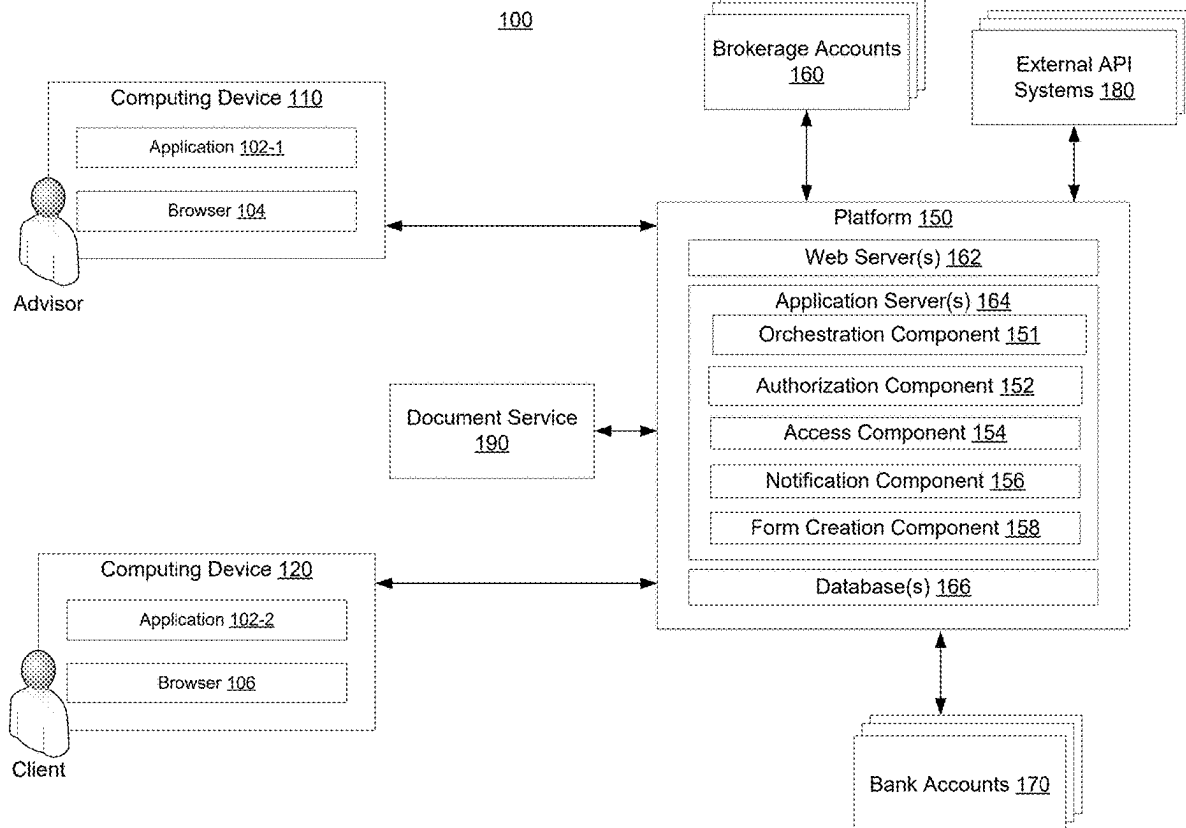 100
Brokerage Accounts
160
External API
Systems 180
Computing Device 110
Application 102-1
Browser 104
Advisor
Platform 150
Web Server(s) 162
Application Server(s) 164
Orchestration Component 151
Authorization Component 152
Access Component 154
Notification Component 156
Form Creation Component 158
Database(s) 166
Document Service
190
Computing Device 120
Application 102-2
Browser 106
Client
Bank Accounts 170